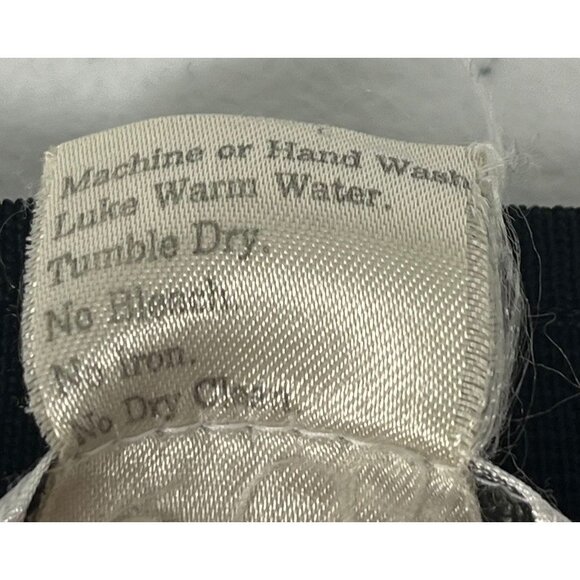 Machine or Hand Wash
Luke Warm Water.
Tumble Dry.
No Bleach
No Iron.
No Dry Clean.